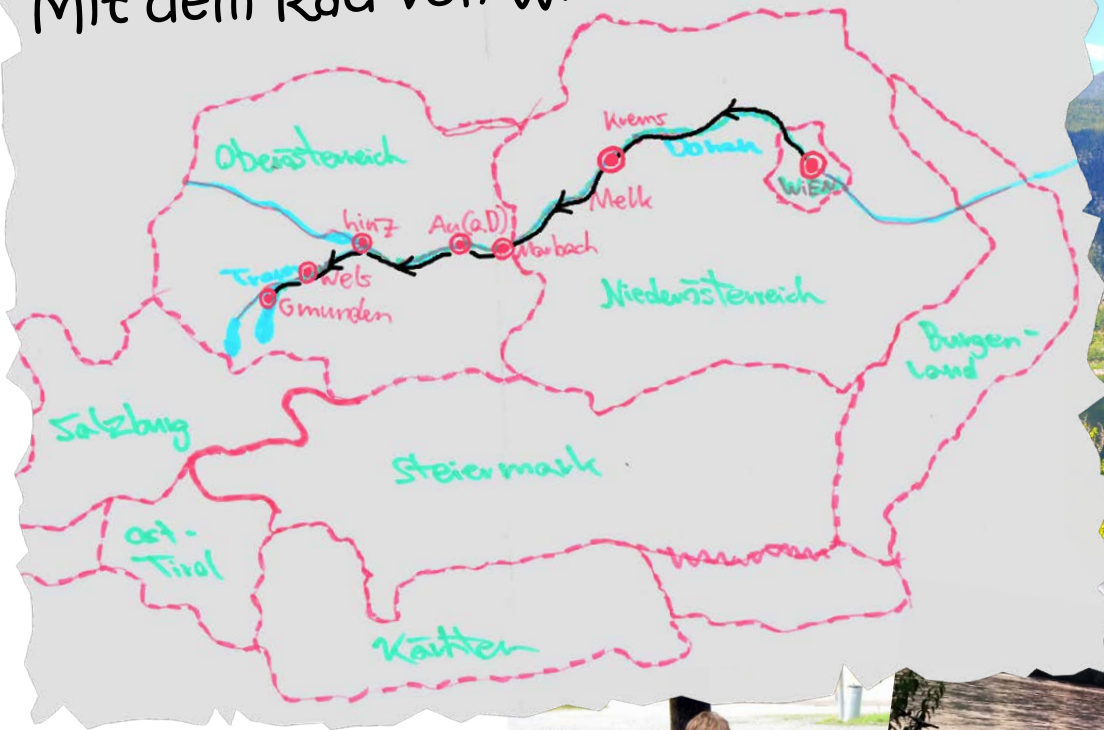 Mit dem Rad von
Krems
Donau
Oberösterreich
WIEN
Melk
Linz
Au(a.D)
Marbach
Traun
Wels
Gmunden
Niederösterreich
Burgen-
land
Salzburg
Steiermark
Ost-
Tirol
Kärnten